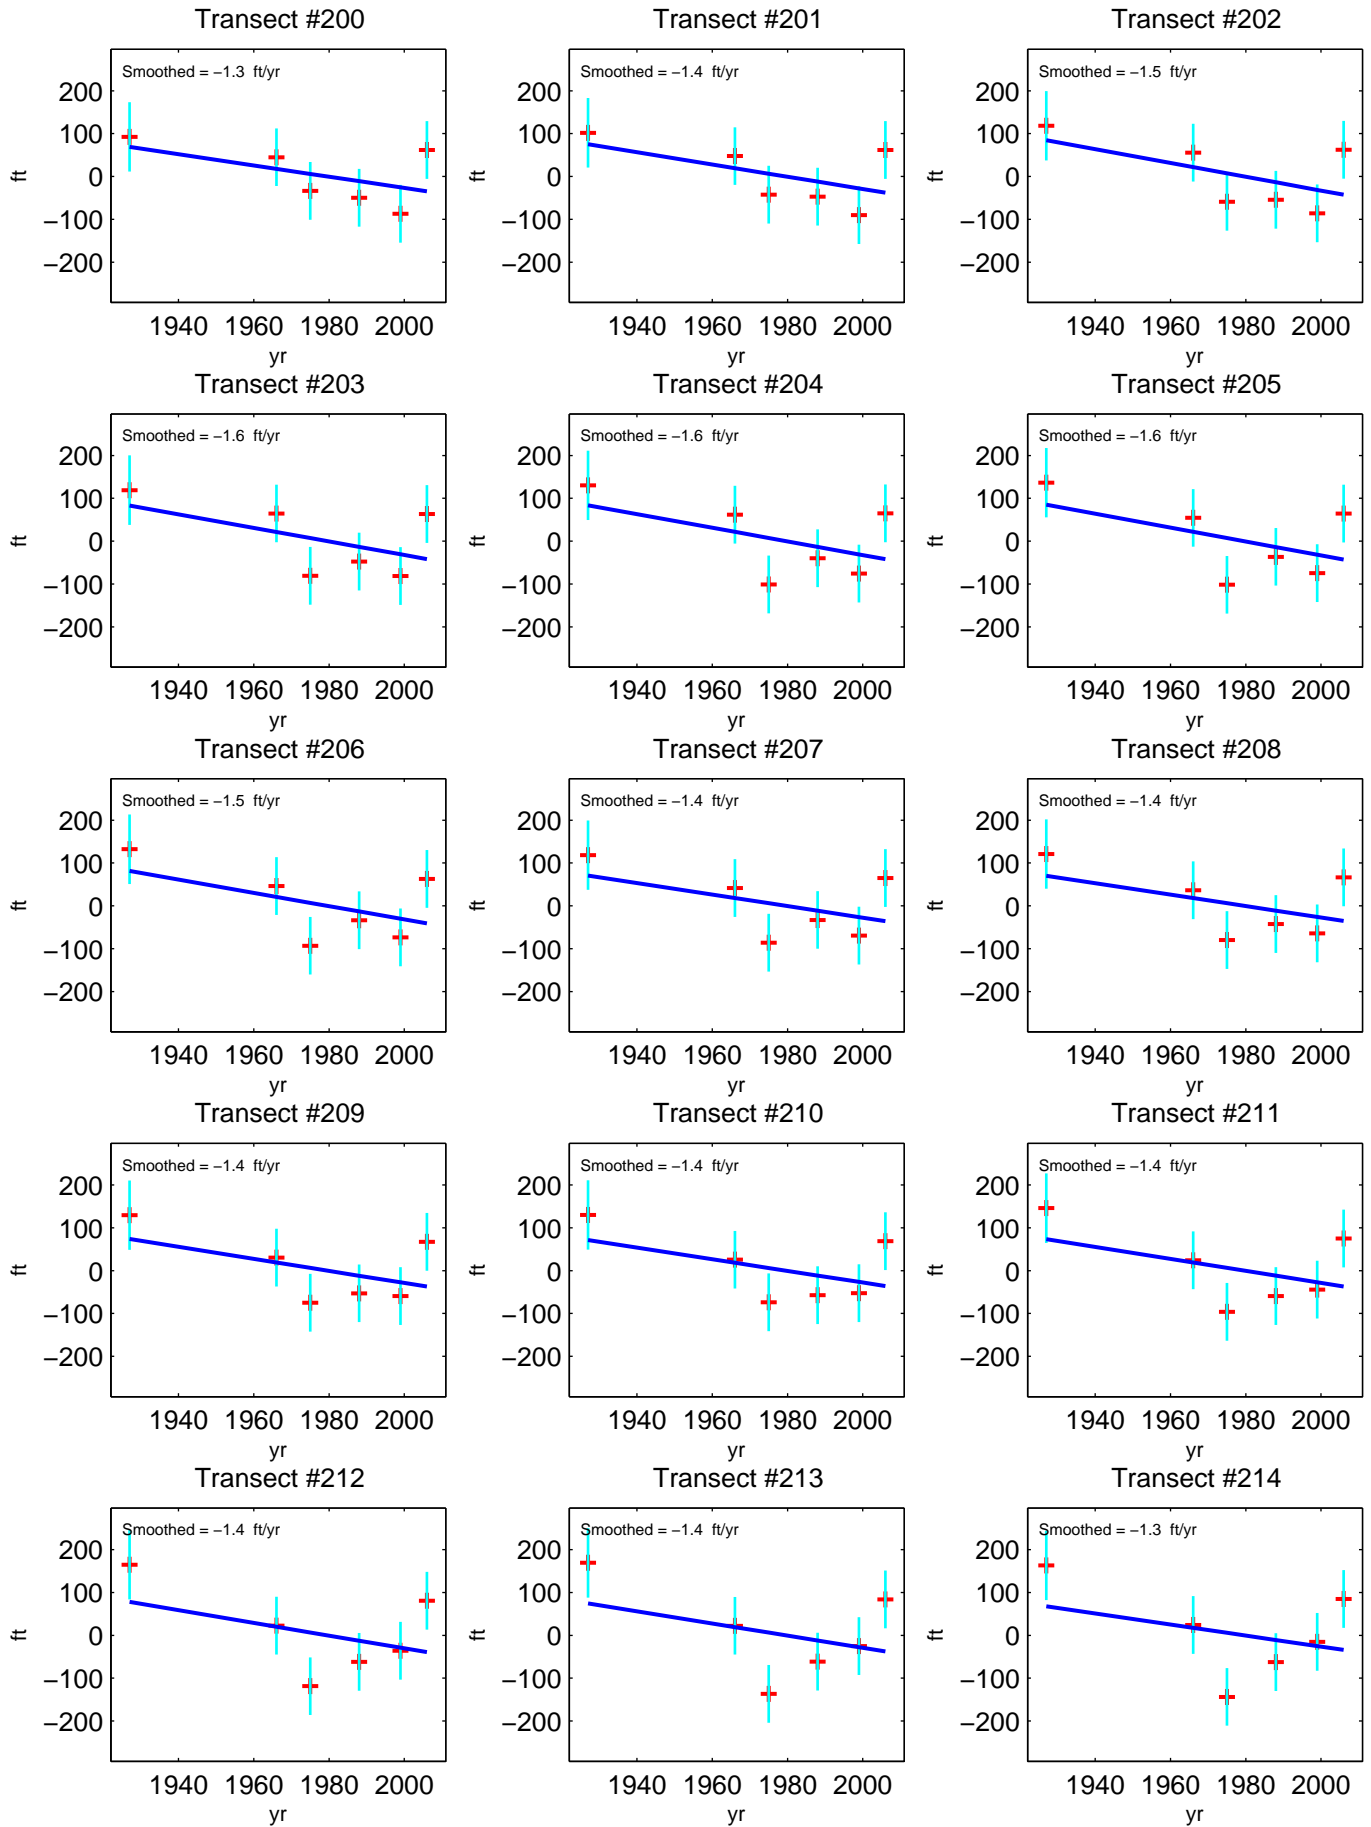 Transect #200 Transect #201 Transect #202
Smoothed = −1.3 ft/yr Smoothed = −1.4 ft/yr Smoothed = −1.5 ft/yr
200 200 200
100 100 100
ft 0 ft 0 ft 0
−100 −100 −100
−200 −200 −200
1940 1960 1980 2000 1940 1960 1980 2000 1940 1960 1980 2000
yr yr yr
Transect #203 Transect #204 Transect #205
Smoothed = −1.6 ft/yr Smoothed = −1.6 ft/yr Smoothed = −1.6 ft/yr
200 200 200
100 100 100
ft 0 ft 0 ft 0
−100 −100 −100
−200 −200 −200
1940 1960 1980 2000 1940 1960 1980 2000 1940 1960 1980 2000
yr yr yr
Transect #206 Transect #207 Transect #208
Smoothed = −1.5 ft/yr Smoothed = −1.4 ft/yr Smoothed = −1.4 ft/yr
200 200 200
100 100 100
ft 0 ft 0 ft 0
−100 −100 −100
−200 −200 −200
1940 1960 1980 2000 1940 1960 1980 2000 1940 1960 1980 2000
yr yr yr
Transect #209 Transect #210 Transect #211
Smoothed = −1.4 ft/yr Smoothed = −1.4 ft/yr Smoothed = −1.4 ft/yr
200 200 200
100 100 100
ft 0 ft 0 ft 0
−100 −100 −100
−200 −200 −200
1940 1960 1980 2000 1940 1960 1980 2000 1940 1960 1980 2000
yr yr yr
Transect #212 Transect #213 Transect #214
Smoothed = −1.4 ft/yr Smoothed = −1.4 ft/yr Smoothed = −1.3 ft/yr
200 200 200
100 100 100
ft 0 ft 0 ft 0
−100 −100 −100
−200 −200 −200
1940 1960 1980 2000 1940 1960 1980 2000 1940 1960 1980 2000
yr yr yr